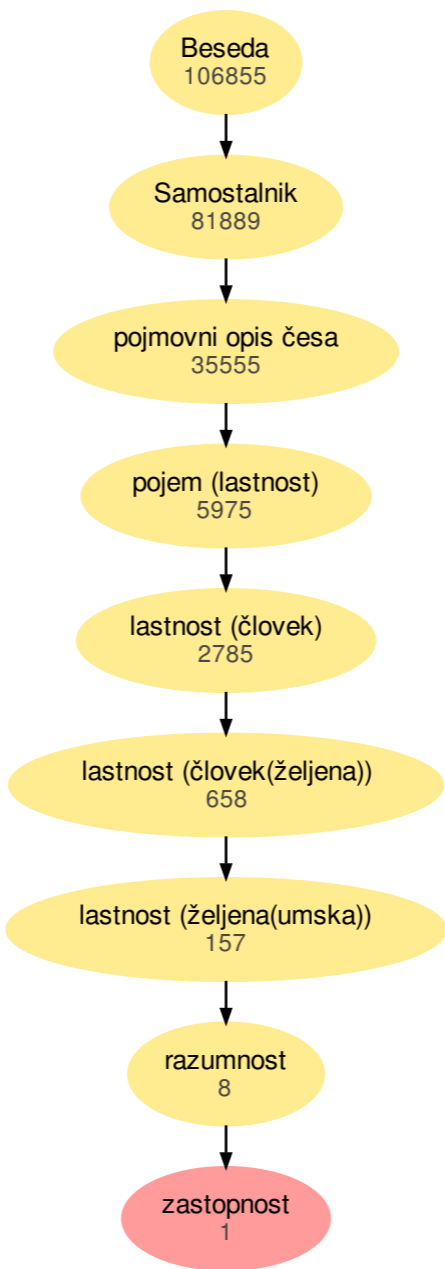 Beseda
106855
Samostalnik
81889
pojmovni opis česa
35555
pojem (lastnost)
5975
lastnost (človek)
2785
lastnost (človek(željena))
658
lastnost (željena(umska))
157
razumnost
8
zastopnost
1